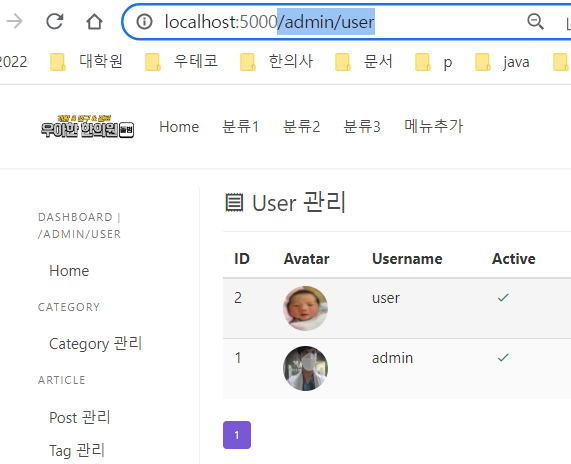 localhost:5000/admin/user
2022 대학원 우테코 한의사 문서 p java
우아한 한의원
Home 분류1 분류2 분류3 메뉴추가
DASHBOARD |
/ADMIN/USER
Home
CATEGORY
Category 관리
ARTICLE
Post 관리
Tag 관리
User 관리
ID Avatar Username Active
2 user
1 admin
1